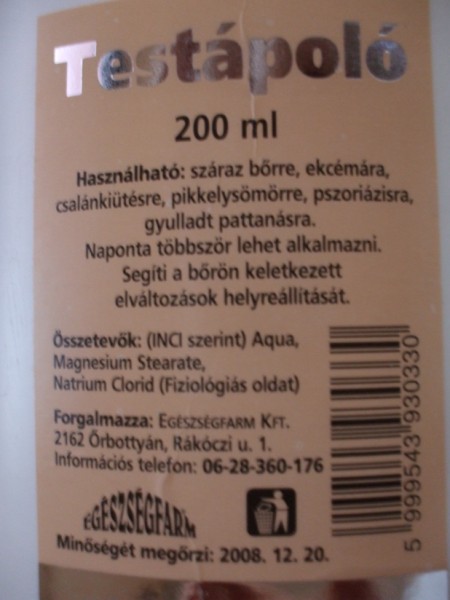 Testápoló
200 ml
Használható: száraz bőrre, ekcémára,
csalánkiütésre, pikkelysömörre, pszoriázisra,
gyulladt pattanásra.
Naponta többször lehet alkalmazni.
Segíti a bőrön keletkezett
elváltozások helyreállítását.
Összetevők: (INCI szerint) Aqua,
Magnesium Stearate,
Natrium Clorid (Fiziológiás oldat)
Forgalmazza: EGÉSZSÉGFARM KFT.
2162 Őrbottyán, Rákóczi u. 1.
Információs telefon: 06-28-360-176
ÉGÉSZSÉGFARM
Minőségét megőrzi: 2008. 12. 20.
5 999543 930330